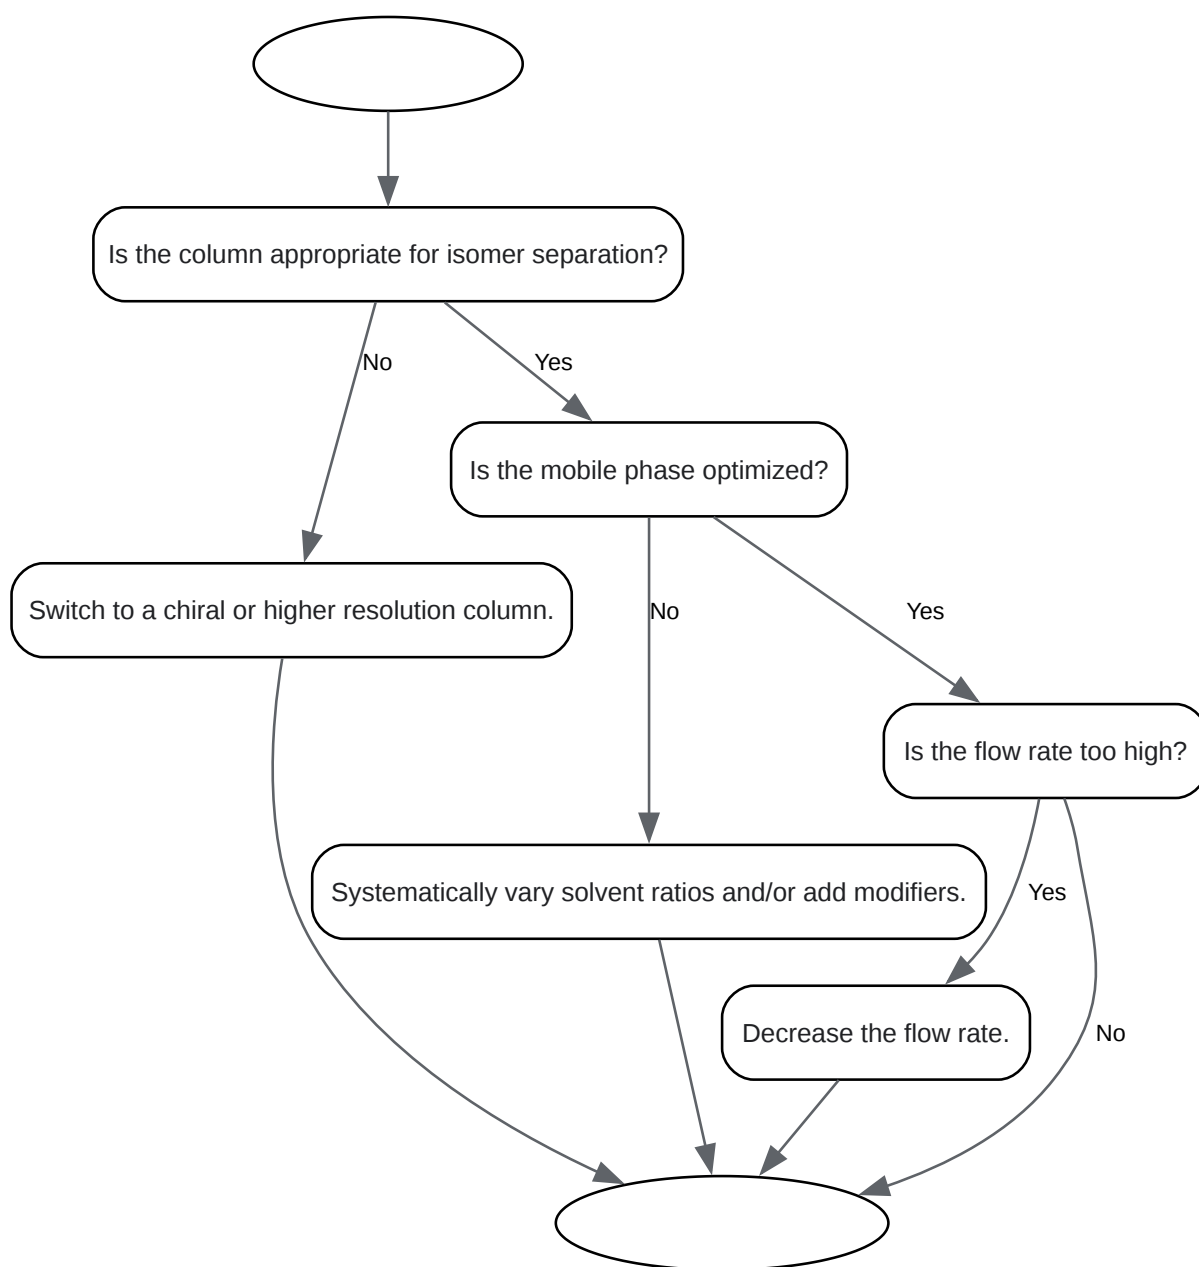 Is the column appropriate for isomer separation?
No
Yes
Is the mobile phase optimized?
Switch to a chiral or higher resolution column.
No
Yes
Is the flow rate too high?
Systematically vary solvent ratios and/or add modifiers.
Yes
Decrease the flow rate.
No